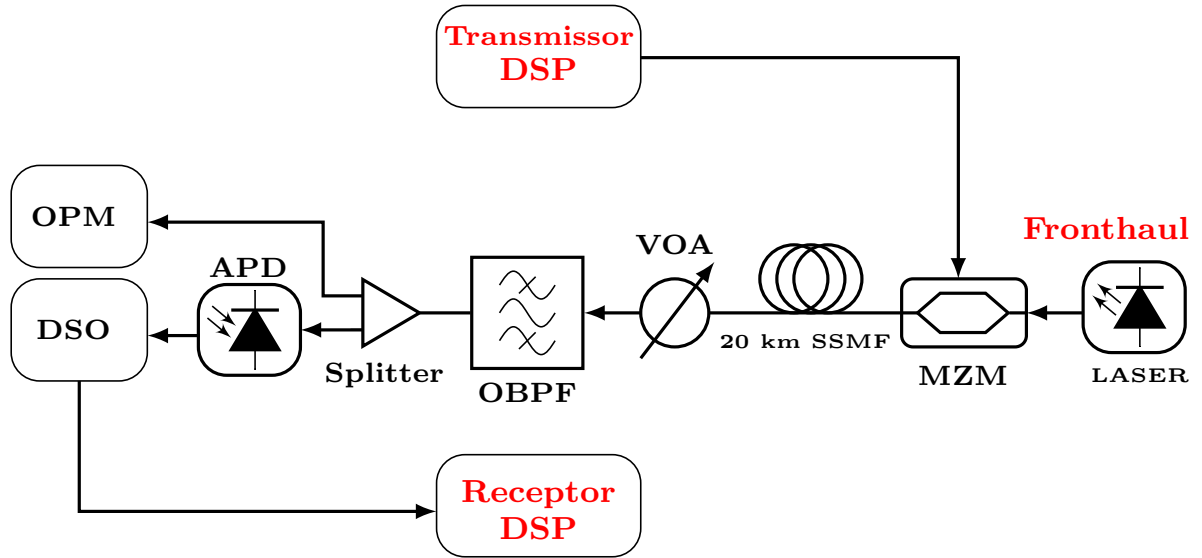 Transmissor
DSP
OPM
VOA
Fronthaul
APD
DSO
20 km SSMF
Splitter
OBPF
MZM
LASER
Receptor
DSP